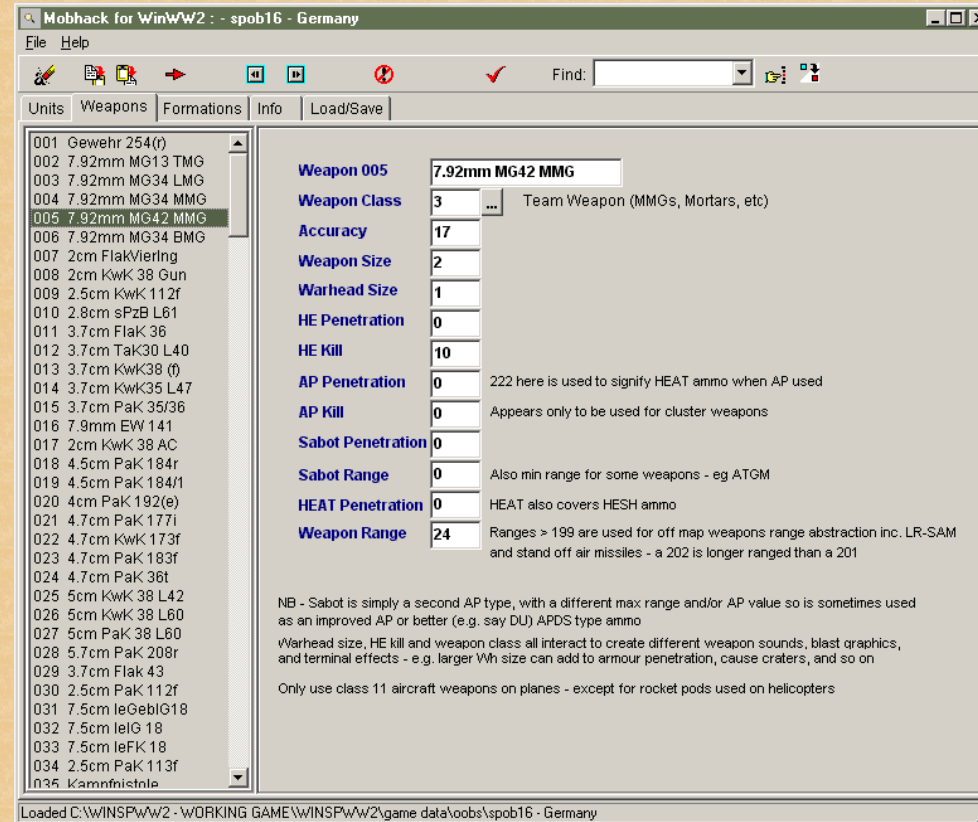 Mobhack for WinWW2 : - spob16 - Germany
File Help
Find:
Units Weapons Formations Info Load/Save
001 Gewehr 254(r)
002 7.92mm MG13 TMG
003 7.92mm MG34 LMG
004 7.92mm MG34 MMG
005 7.92mm MG42 MMG
006 7.92mm MG34 BMG
007 2cm FlakVierlng
008 2cm KwK 38 Gun
009 2.5cm KwK 112f
010 2.8cm sPzB L61
011 3.7cm FlaK 36
012 3.7cm TaK30 L40
013 3.7cm KwK38 (f)
014 3.7cm KwK35 L47
015 3.7cm PaK 35/36
016 7.9mm EW 141
017 2cm KwK 38 AC
018 4.5cm PaK 184r
019 4.5cm PaK 184/1
020 4cm PaK 192(e)
021 4.7cm PaK 177i
022 4.7cm KwK 173f
023 4.7cm PaK 183f
024 4.7cm PaK 36t
025 5cm KwK 38 L42
026 5cm KwK 38 L60
027 5cm PaK 38 L60
028 5.7cm PaK 208r
029 3.7cm Flak 43
030 2.5cm PaK 112f
031 7.5cm leGebIG18
032 7.5cm leIG 18
033 7.5cm leFK 18
034 2.5cm PaK 113f
035 Kampfpistole
Weapon 005 7.92mm MG42 MMG
Weapon Class 3 ... Team Weapon (MMGs, Mortars, etc)
Accuracy 17
Weapon Size 2
Warhead Size 1
HE Penetration 0
HE Kill 10
AP Penetration 0 222 here is used to signify HEAT ammo when AP used
AP Kill 0 Appears only to be used for cluster weapons
Sabot Penetration 0
Sabot Range 0 Also min range for some weapons - eg ATGM
HEAT Penetration 0 HEAT also covers HESH ammo
Weapon Range 24 Ranges > 199 are used for off map weapons range abstraction inc. LR-SAM
and stand off air missiles - a 202 is longer ranged than a 201
NB - Sabot is simply a second AP type, with a different max range and/or AP value so is sometimes used
as an improved AP or better (e.g. say DU) APDS type ammo
Warhead size, HE kill and weapon class all interact to create different weapon sounds, blast graphics,
and terminal effects - e.g. larger Wh size can add to armour penetration, cause craters, and so on
Only use class 11 aircraft weapons on planes - except for rocket pods used on helicopters
Loaded C:\WINSPWW2 - WORKING GAME\WINSPWW2\game data\oobs\spob16 - Germany